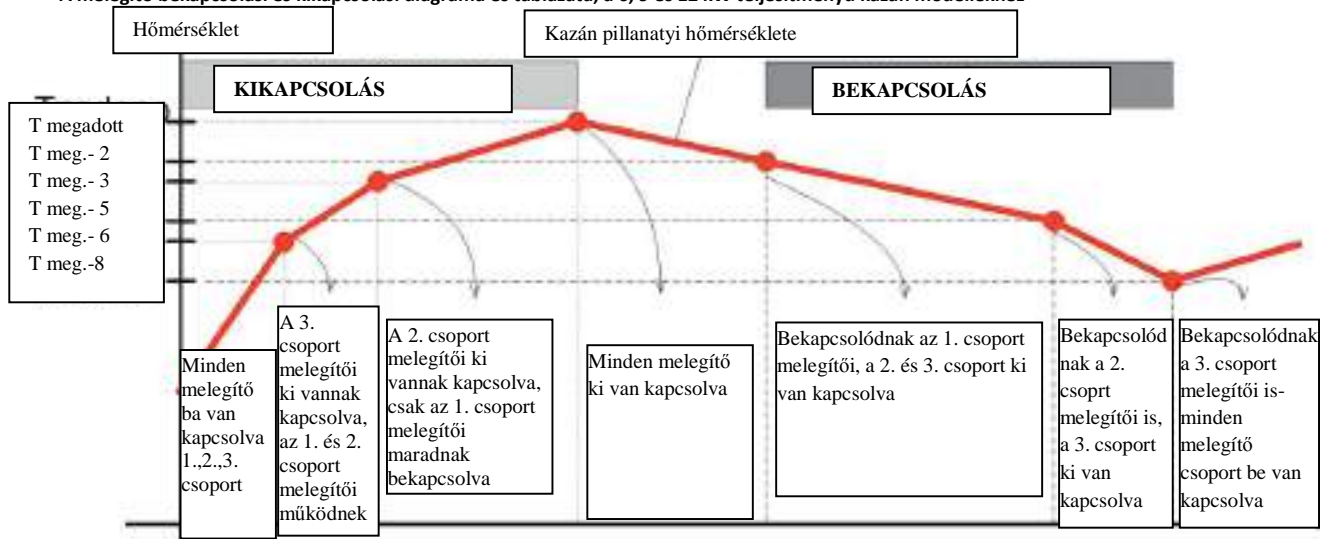 Hőmérséklet
Kazán pillanatyi hőmérséklete
KIKAPCSOLÁS
BEKAPCSOLÁS
T megadott
T meg.- 2
T meg.- 3
T meg.- 5
T meg.- 6
T meg.-8
Minden
melegítő
ba van
kapcsolva
1.,2.,3.
csoport
A 3.
csoport
melegítői
ki vannak
kapcsolva,
az 1. és 2.
csoport
melegítői
működnek
A 2. csoport
melegítői ki
vannak kapcsolva,
csak az 1. csoport
melegítői
maradnak
bekapcsolva
Minden melegítő
ki van kapcsolva
Bekapcsolódnak az 1. csoport
melegítői, a 2. és 3. csoport ki
van kapcsolva
Bekapcsolód
nak a 2.
csoprt
melegítői is,
a 3. csoport
ki van
kapcsolva
Bekapcsolódnak
a 3. csoport
melegítői is-
minden
melegítő
csoport be van
kapcsolva